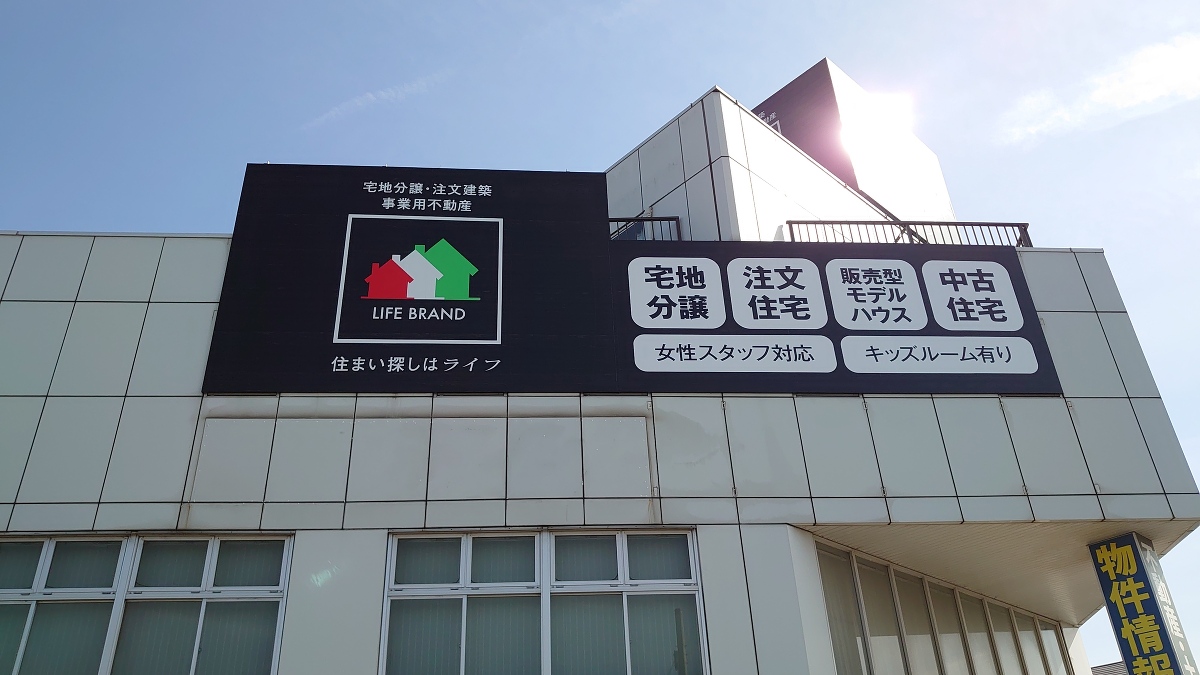 宅地分譲・注文建築
事業用不動産
LIFE BRAND
住まい探しはライフ
宅地
分譲
注文
住宅
販売型
モデル
ハウス
中古
住宅
女性スタッフ対応
キッズルーム有り
物件情報